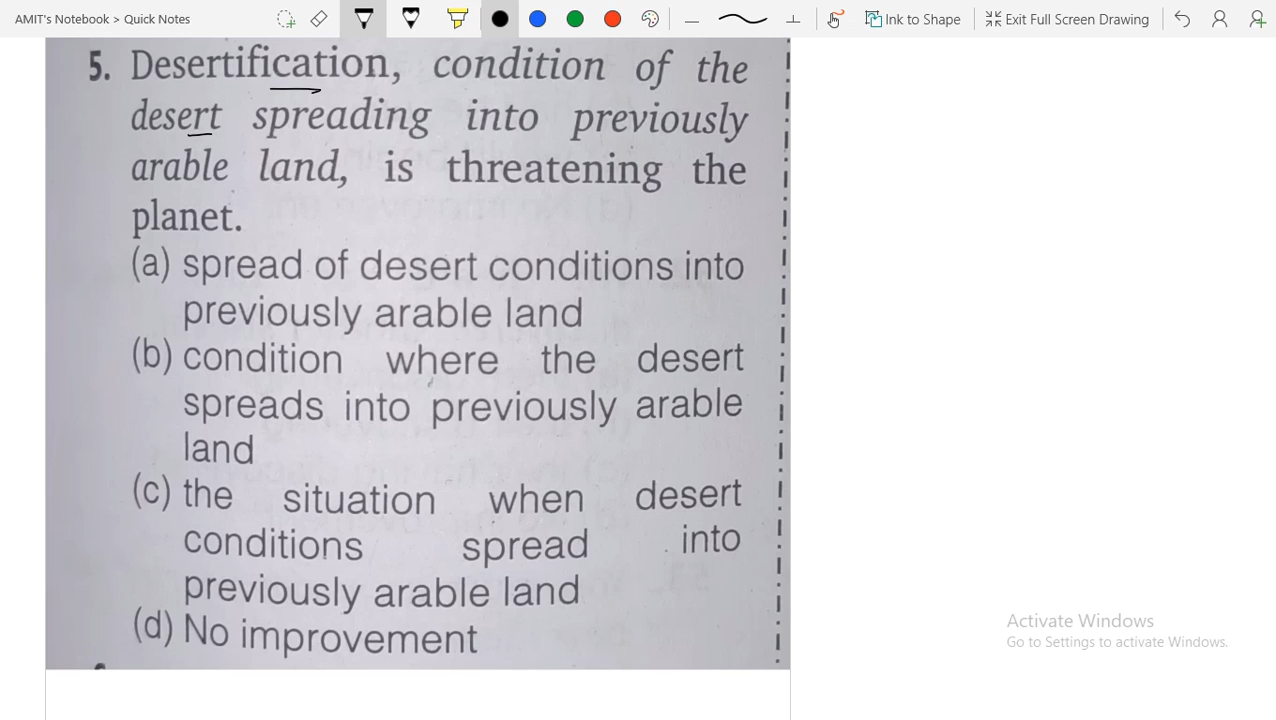 AMIT's Notebook > Quick Notes
Ink to Shape
Exit Full Screen Drawing
5. Desertification, condition of the
desert spreading into previously
arable land, is threatening the
planet.
(a) spread of desert conditions into
previously arable land
(b) condition where the desert
spreads into previously arable
land
(c) the situation when desert
conditions spread into
previously arable land
(d) No improvement
Activate Windows
Go to Settings to activate Windows.